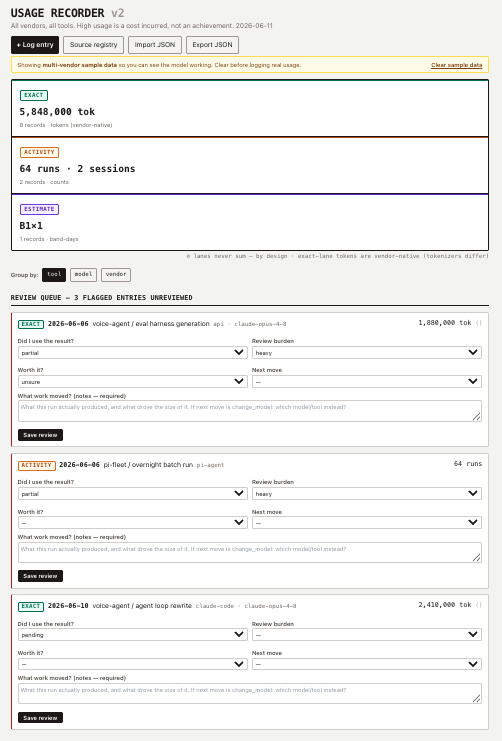 USAGE RECORDER v2
All vendors, all tools. High usage is a cost incurred, not an achievement. 2026-06-11
+ Log entry Source registry Import JSON Export JSON
Showing multi-vendor sample data so you can see the model working. Clear before logging real usage. Clear sample data
EXACT
5,848,000 tok
8 records · tokens (vendor-native)
ACTIVITY
64 runs · 2 sessions
2 records · counts
ESTIMATE
B1×1
1 records · band-days
lanes never sum — by design · exact-lane tokens are vendor-native (tokenizers differ)
Group by: tool model vendor
REVIEW QUEUE — 3 FLAGGED ENTRIES UNREVIEWED
EXACT 2026-06-06 voice-agent / eval harness generation api · claude-opus-4-8 1,880,000 tok ()
Did I use the result? Review burden
partial heavy
Worth it? Next move
unsure —
What work moved? (notes — required)
What this run actually produced, and what drove the size of it. If next move is change_model: which model/tool instead?
Save review
ACTIVITY 2026-06-06 pi-fleet / overnight batch run pi-agent 64 runs
Did I use the result? Review burden
partial heavy
Worth it? Next move
— —
What work moved? (notes — required)
What this run actually produced, and what drove the size of it. If next move is change_model: which model/tool instead?
Save review
EXACT 2026-06-10 voice-agent / agent loop rewrite claude-code · claude-opus-4-8 2,410,000 tok ()
Did I use the result? Review burden
pending —
Worth it? Next move
— —
What work moved? (notes — required)
What this run actually produced, and what drove the size of it. If next move is change_model: which model/tool instead?
Save review